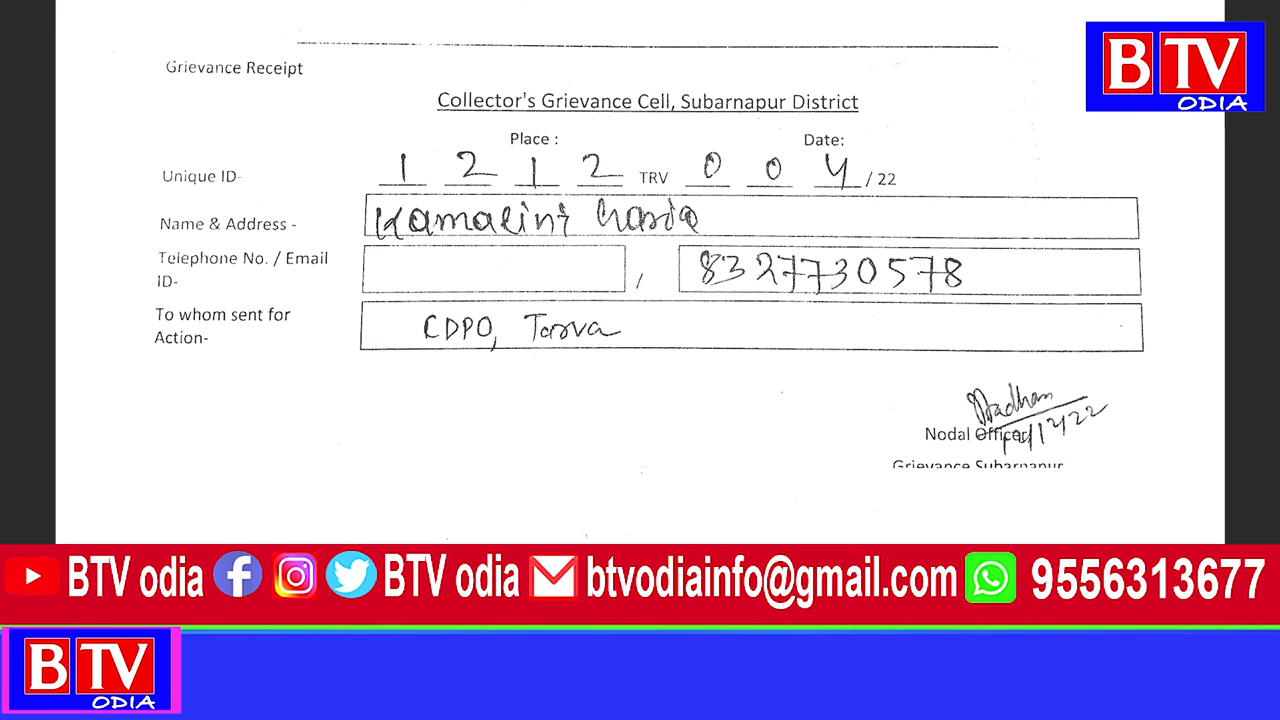 BTV
ODIA
Grievance Receipt
Collector's Grievance Cell, Subarnapur District
Place : Date:
Unique ID- 1 2 1 2 TRV 0 0 4 / 22
Name & Address - Kamalini
Telephone No. / Email ID- , 8327730578
To whom sent for Action- CDPO, Tarva
Nodal Officer
Grievance Subarnapur
BTV odia BTV odia btvodiainfo@gmail.com 9556313677
BTV
ODIA